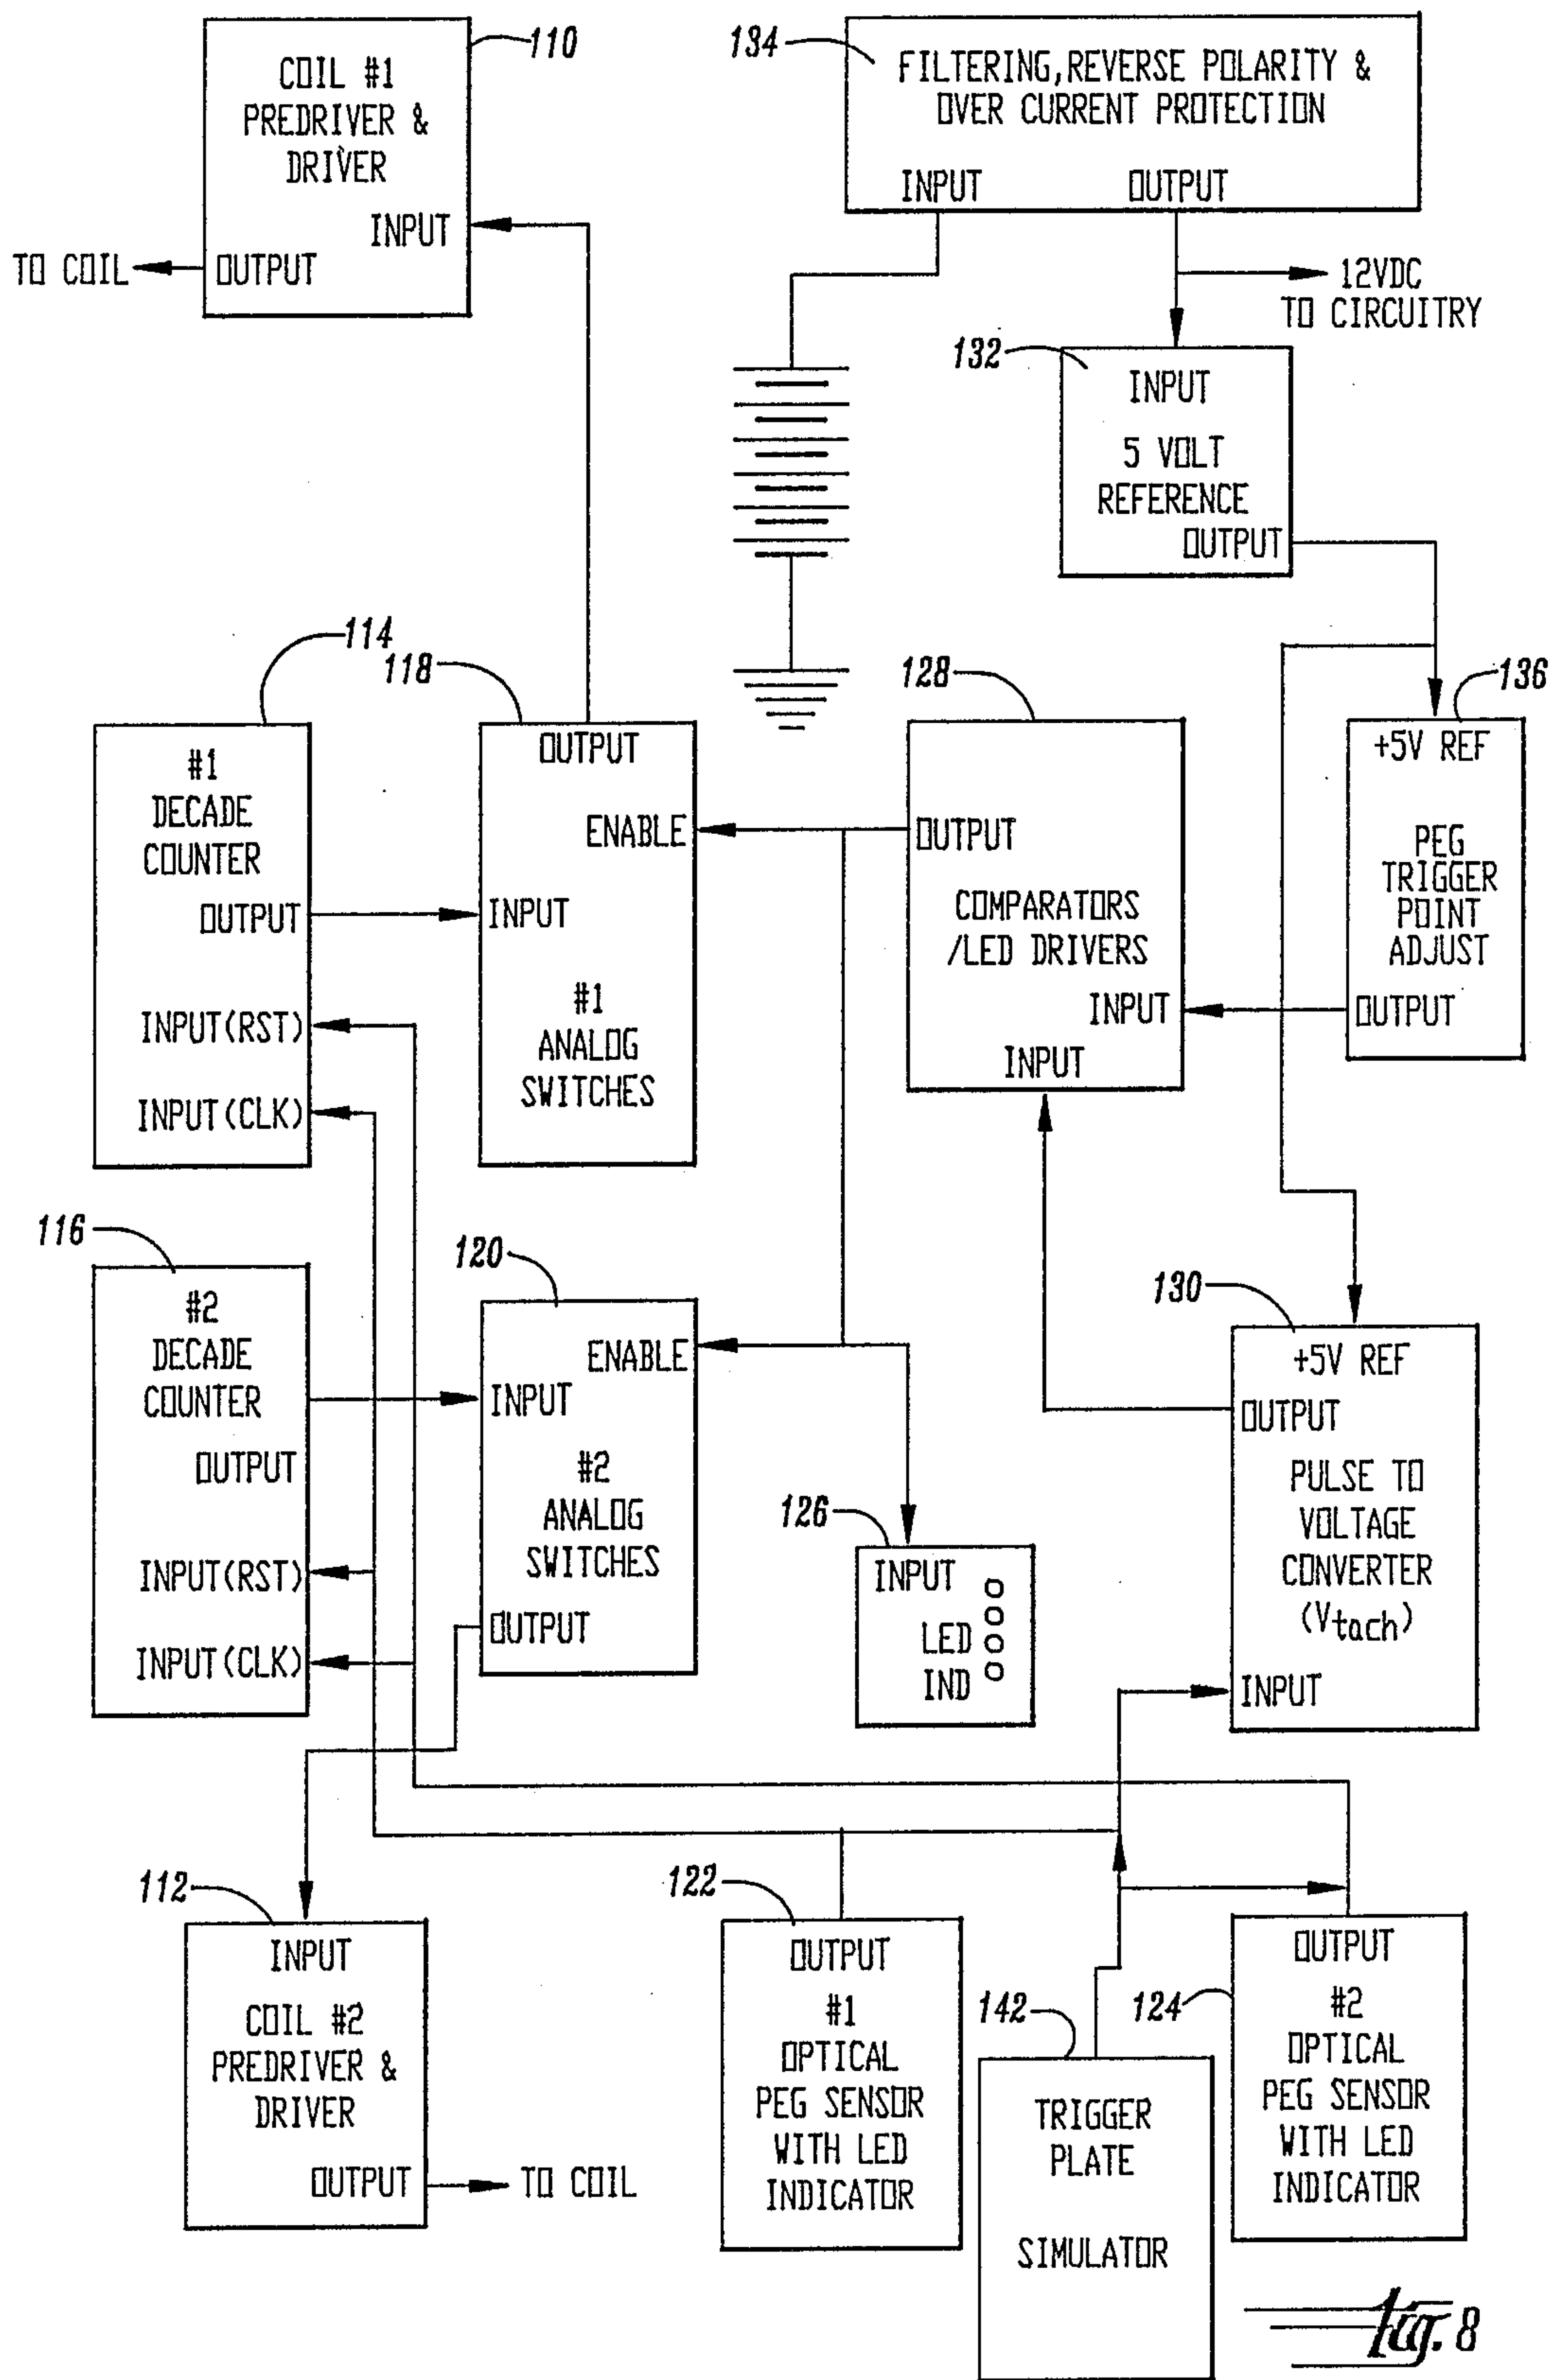 110
COIL #1
PREDRIVER &
DRIVER
INPUT
OUTPUT
TO COIL
134
FILTERING, REVERSE POLARITY &
OVER CURRENT PROTECTION
INPUT
OUTPUT
12VDC
TO CIRCUITRY
132
INPUT
5 VOLT
REFERENCE
OUTPUT
114
#1
DECADE
COUNTER
OUTPUT
INPUT(RST)
INPUT(CLK)
118
OUTPUT
ENABLE
INPUT
#1
ANALOG
SWITCHES
128
OUTPUT
COMPARATORS
/LED DRIVERS
INPUT
INPUT
136
+5V REF
PEG
TRIGGER
POINT
ADJUST
OUTPUT
116
#2
DECADE
COUNTER
OUTPUT
INPUT(RST)
INPUT(CLK)
120
ENABLE
INPUT
#2
ANALOG
SWITCHES
OUTPUT
126
INPUT
LED
IND
130
+5V REF
OUTPUT
PULSE TO
VOLTAGE
CONVERTER
(Vtach)
INPUT
112
INPUT
COIL #2
PREDRIVER &
DRIVER
OUTPUT
TO COIL
122
OUTPUT
#1
OPTICAL
PEG SENSOR
WITH LED
INDICATOR
142
TRIGGER
PLATE
SIMULATOR
124
OUTPUT
#2
OPTICAL
PEG SENSOR
WITH LED
INDICATOR
Fig. 8